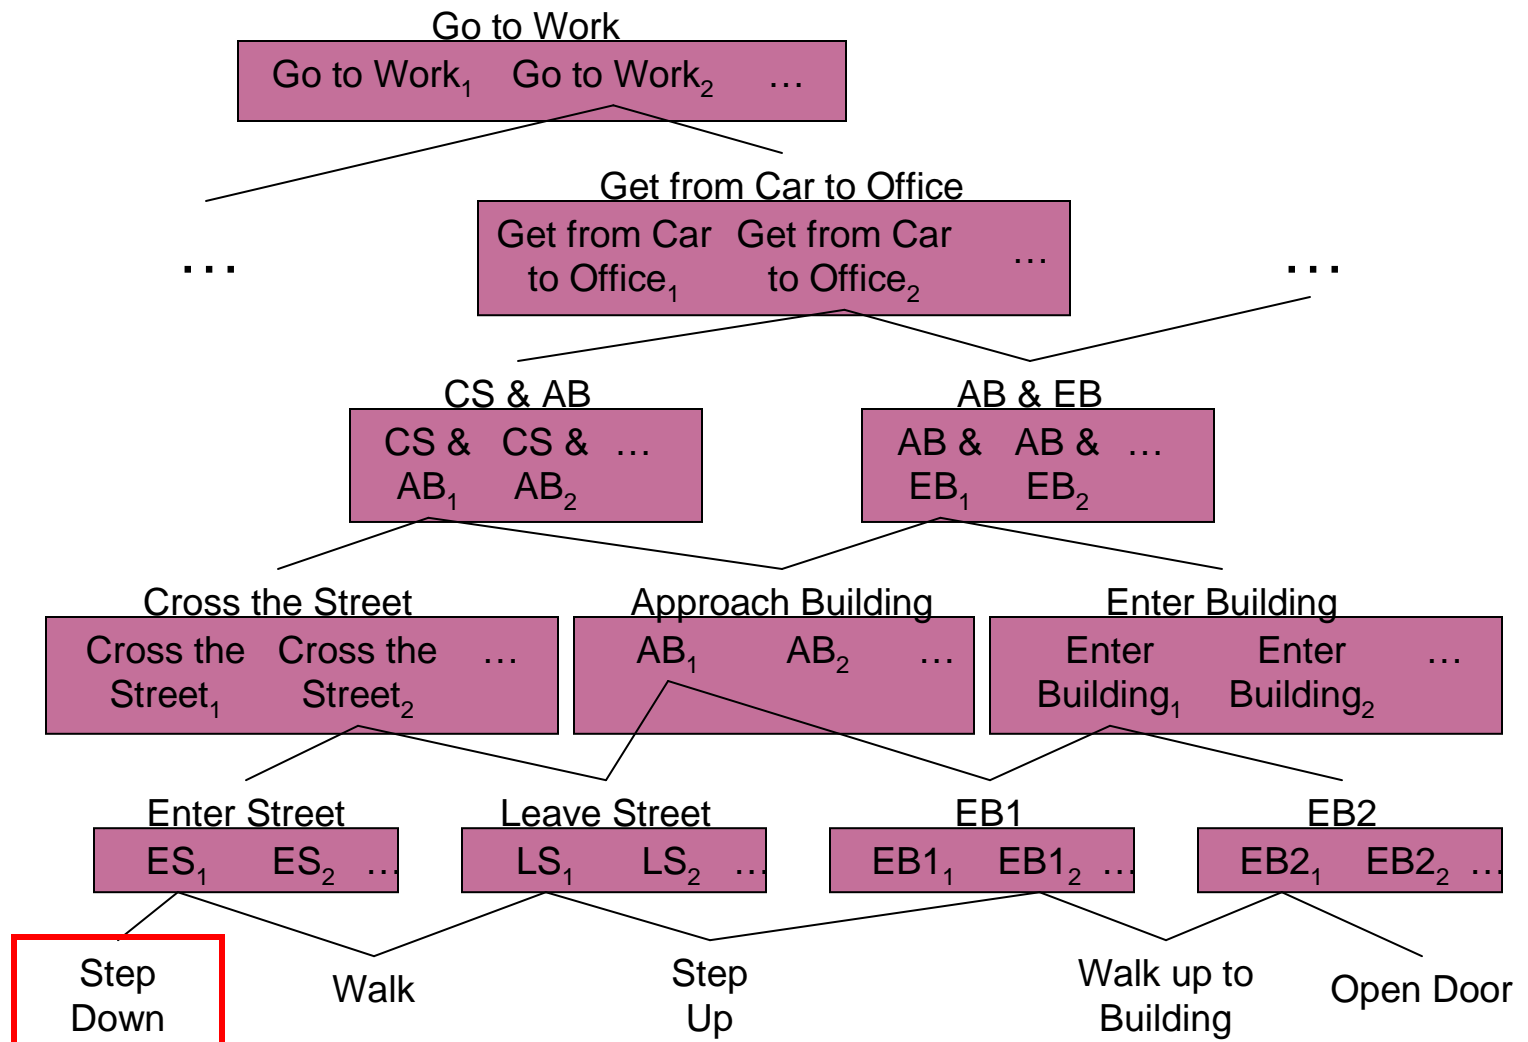 Go to Work
Go to Work₁ Go to Work₂ …
Get from Car to Office
Get from Car Get from Car …
to Office₁ to Office₂
… …
CS & AB AB & EB
CS & CS & … AB & AB & …
AB₁ AB₂ EB₁ EB₂
Cross the Street Approach Building Enter Building
Cross the Cross the … AB₁ AB₂ … Enter Enter …
Street₁ Street₂ Building₁ Building₂
Enter Street Leave Street EB1 EB2
ES₁ ES₂ … LS₁ LS₂ … EB1₁ EB1₂ … EB2₁ EB2₂ …
Step Walk Step Walk up to Open Door
Down Up Building